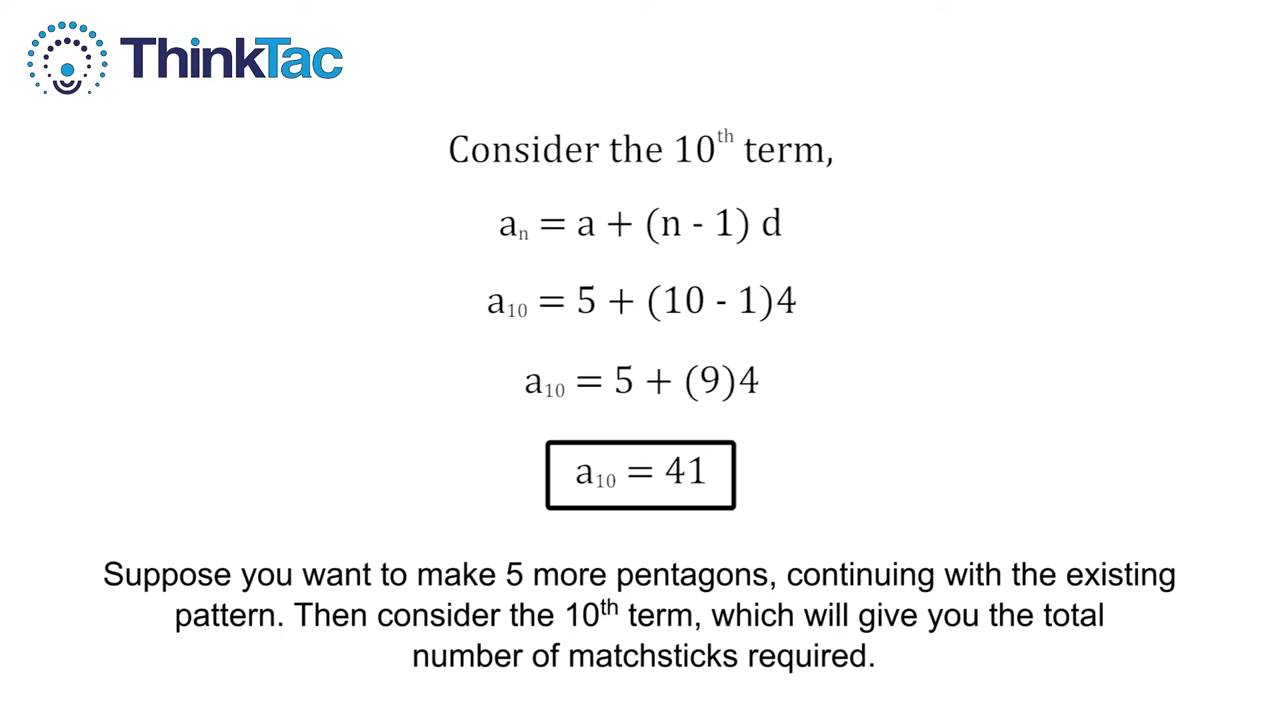 ThinkTac
Consider the 10th term,
aₙ = a + (n - 1) d
a₁₀ = 5 + (10 - 1)4
a₁₀ = 5 + (9)4
a₁₀ = 41
Suppose you want to make 5 more pentagons, continuing with the existing
pattern. Then consider the 10th term, which will give you the total
number of matchsticks required.